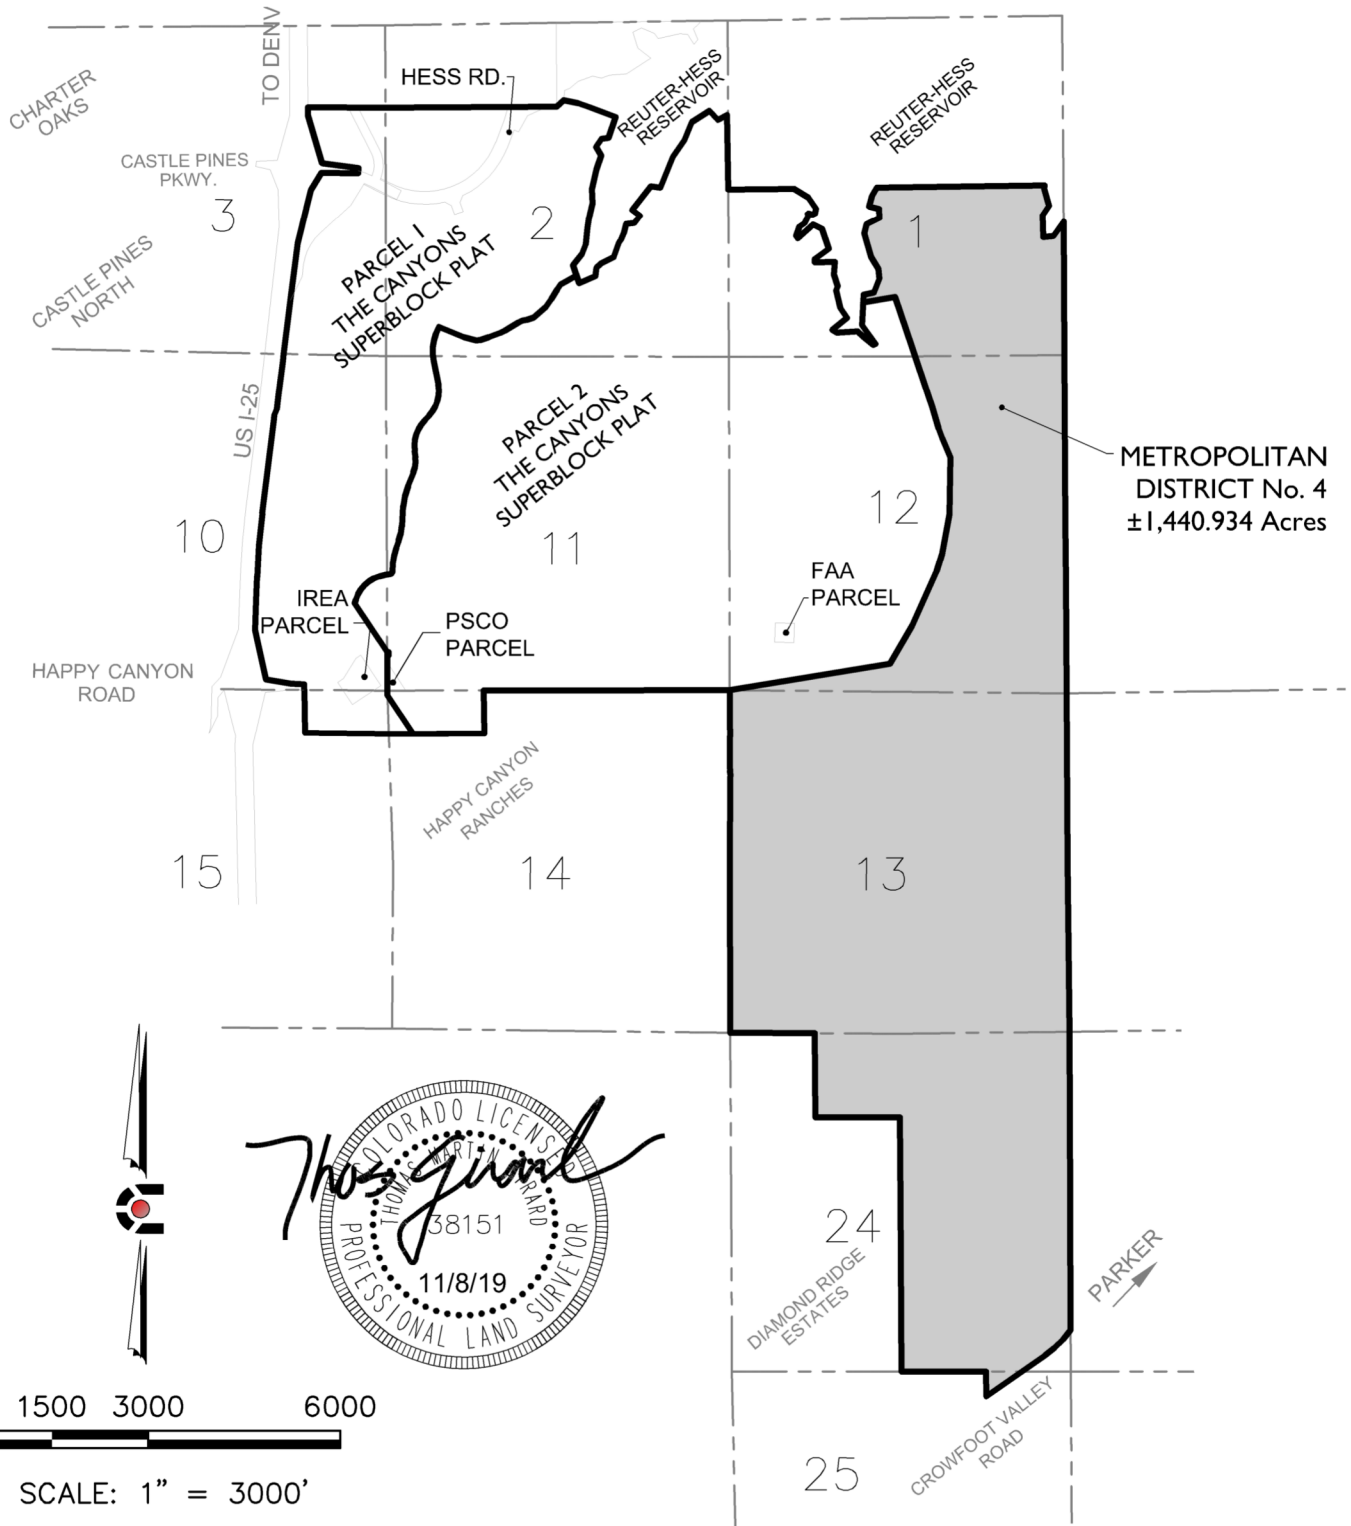 TO DENV
HESS RD.
REUTER-HESS
RESERVOIR
REUTER-HESS
RESERVOIR
CHARTER
OAKS
CASTLE PINES
PKWY.
3
2
1
PARCEL 1
THE CANYONS
SUPERBLOCK PLAT
CASTLE PINES
NORTH
US I-25
PARCEL 2
THE CANYONS
SUPERBLOCK PLAT
METROPOLITAN
DISTRICT No. 4
±1,440.934 Acres
10
11
12
FAA
PARCEL
IREA
PARCEL
PSCO
PARCEL
HAPPY CANYON
ROAD
HAPPY CANYON
RANCHES
15
14
13
COLORADO LICENSED
THOMAS MARTIN GIRARD
38151
11/8/19
PROFESSIONAL LAND SURVEYOR
24
DIAMOND RIDGE
ESTATES
PARKER
CROWFOOT VALLEY
ROAD
25
1500 3000 6000
SCALE: 1" = 3000'